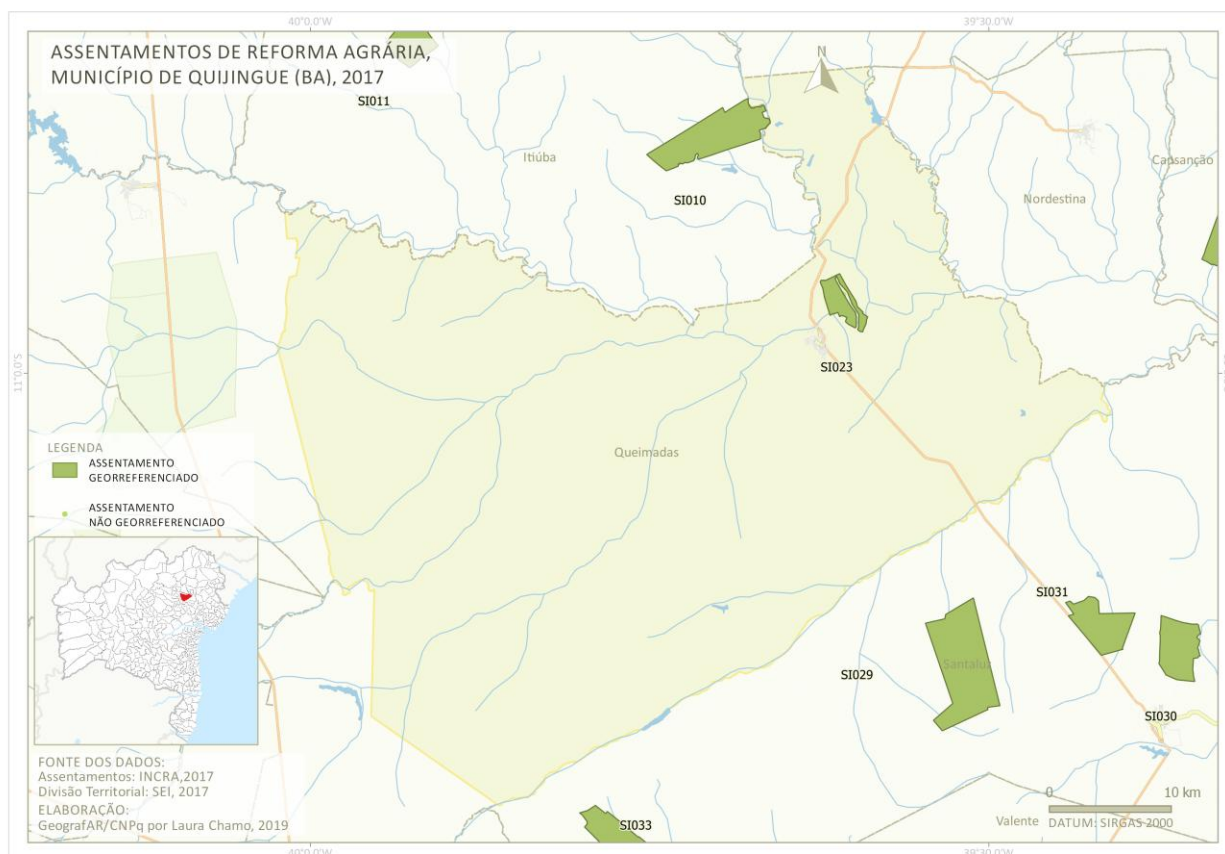 40°0.0'W
39°30.0'W
ASSENTAMENTOS DE REFORMA AGRÁRIA,
MUNICÍPIO DE QUIJINGUE (BA), 2017
N
SI011
Itiúba
Cansanção
SI010
Nordestina
11°0.0'S
SI023
LEGENDA
ASSENTAMENTO
GEORREFERENCIADO
Queimadas
ASSENTAMENTO
NÃO GEORREFERENCIADO
SI031
Santaluz
SI029
SI030
FONTE DOS DADOS:
Assentamentos: INCRA,2017
Divisão Territorial: SEI, 2017
ELABORAÇÃO:
GeografAR/CNPq por Laura Chamo, 2019
0 10 km
SI033
Valente
DATUM: SIRGAS 2000
40°0.0'W
39°30.0'W